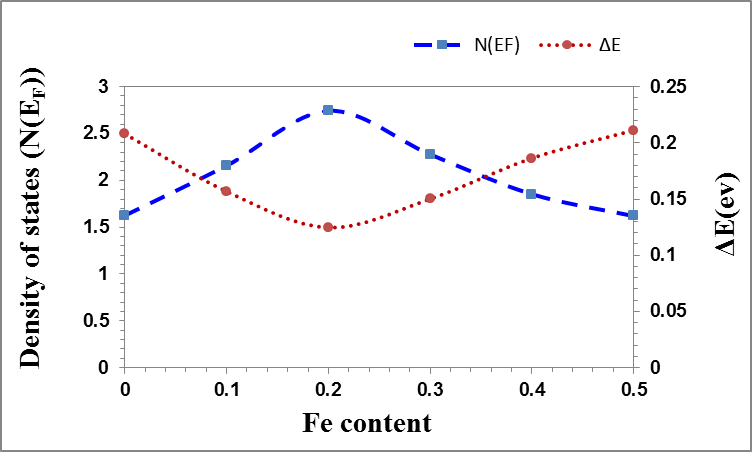 N(EF) ΔE
Density of states (N(EF))
3
2.5
2
1.5
1
0.5
0
0.25
0.2
0.15
0.1
0.05
0
ΔE(ev)
0 0.1 0.2 0.3 0.4 0.5
Fe content